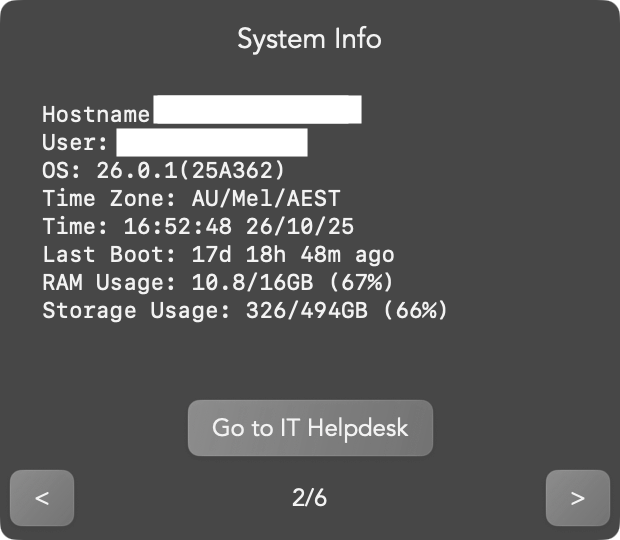 System Info
Hostname
User:
OS: 26.0.1(25A362)
Time Zone: AU/Mel/AEST
Time: 16:52:48 26/10/25
Last Boot: 17d 18h 48m ago
RAM Usage: 10.8/16GB (67%)
Storage Usage: 326/494GB (66%)
Go to IT Helpdesk
< 2/6 >